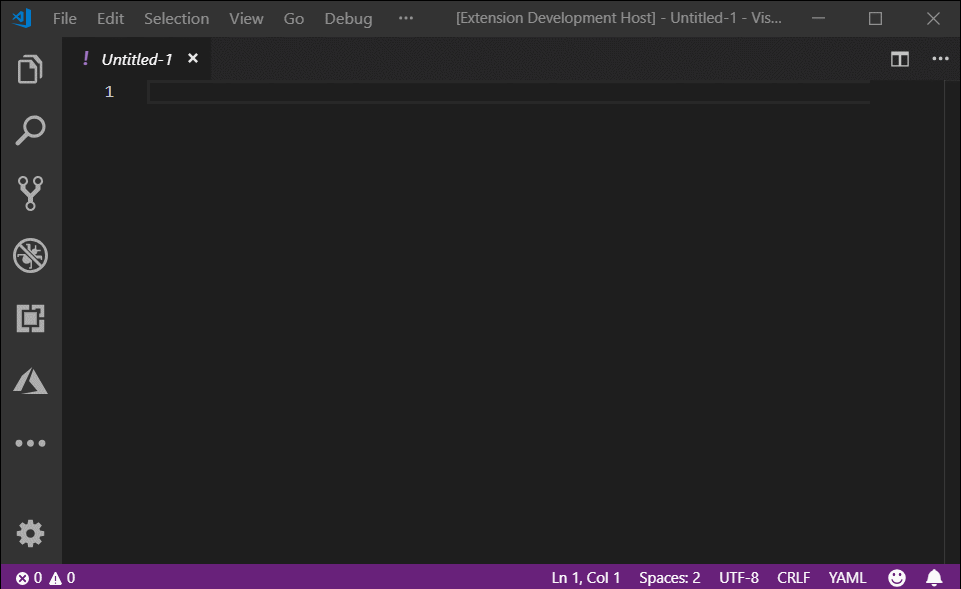 File Edit Selection View Go Debug ··· [Extension Development Host] - Untitled-1 - Vis...
! Untitled-1 ×
1
0 0 Ln 1, Col 1 Spaces: 2 UTF-8 CRLF YAML